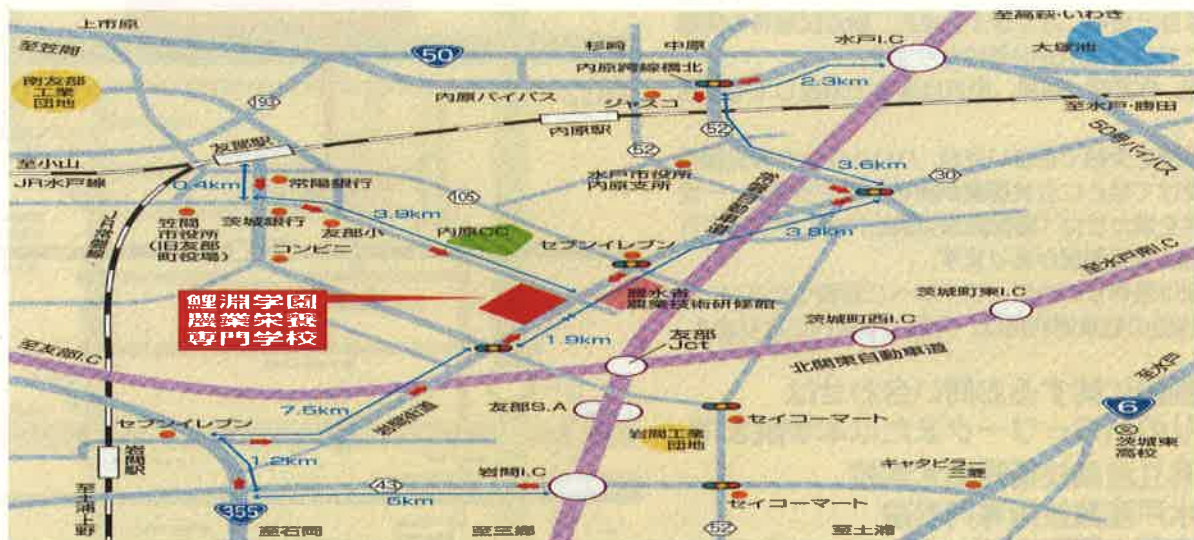 上市原
至高萩・いわき
至笠間
50
杉崎
中原
水戸I.C
大塚池
内原跨線橋北
南友部
工業
団地
2.3km
193
内原バイパス
ジャスコ
至水戸・勝田
友部駅
内原駅
52
50号バイパス
52
至小山
JR水戸線
0.4km
常陽銀行
水戸市役所
内原支所
3.6km
30
105
茨城銀行
3.9km
笠間
市役所
(旧友部
町役場)
友部小
内原CC
コンビニ
セブンイレブン
3.8km
至水戸南I.C
鯉淵学園
農業栄養
専門学校
農水省
農業技術研修館
茨城町東I.C
茨城町西I.C
1.9km
友部
Jct
北関東自動車道
至友部I.C
至水戸
7.5km
岩間街道
友部S.A
セイコーマート
6
セブンイレブン
岩間工業
団地
茨城東
高校
岩間駅
1.2km
岩間I.C
キャタピラー
三菱
43
5km
セイコーマート
至土浦上野
355
至石岡
至三郷
52
至土浦